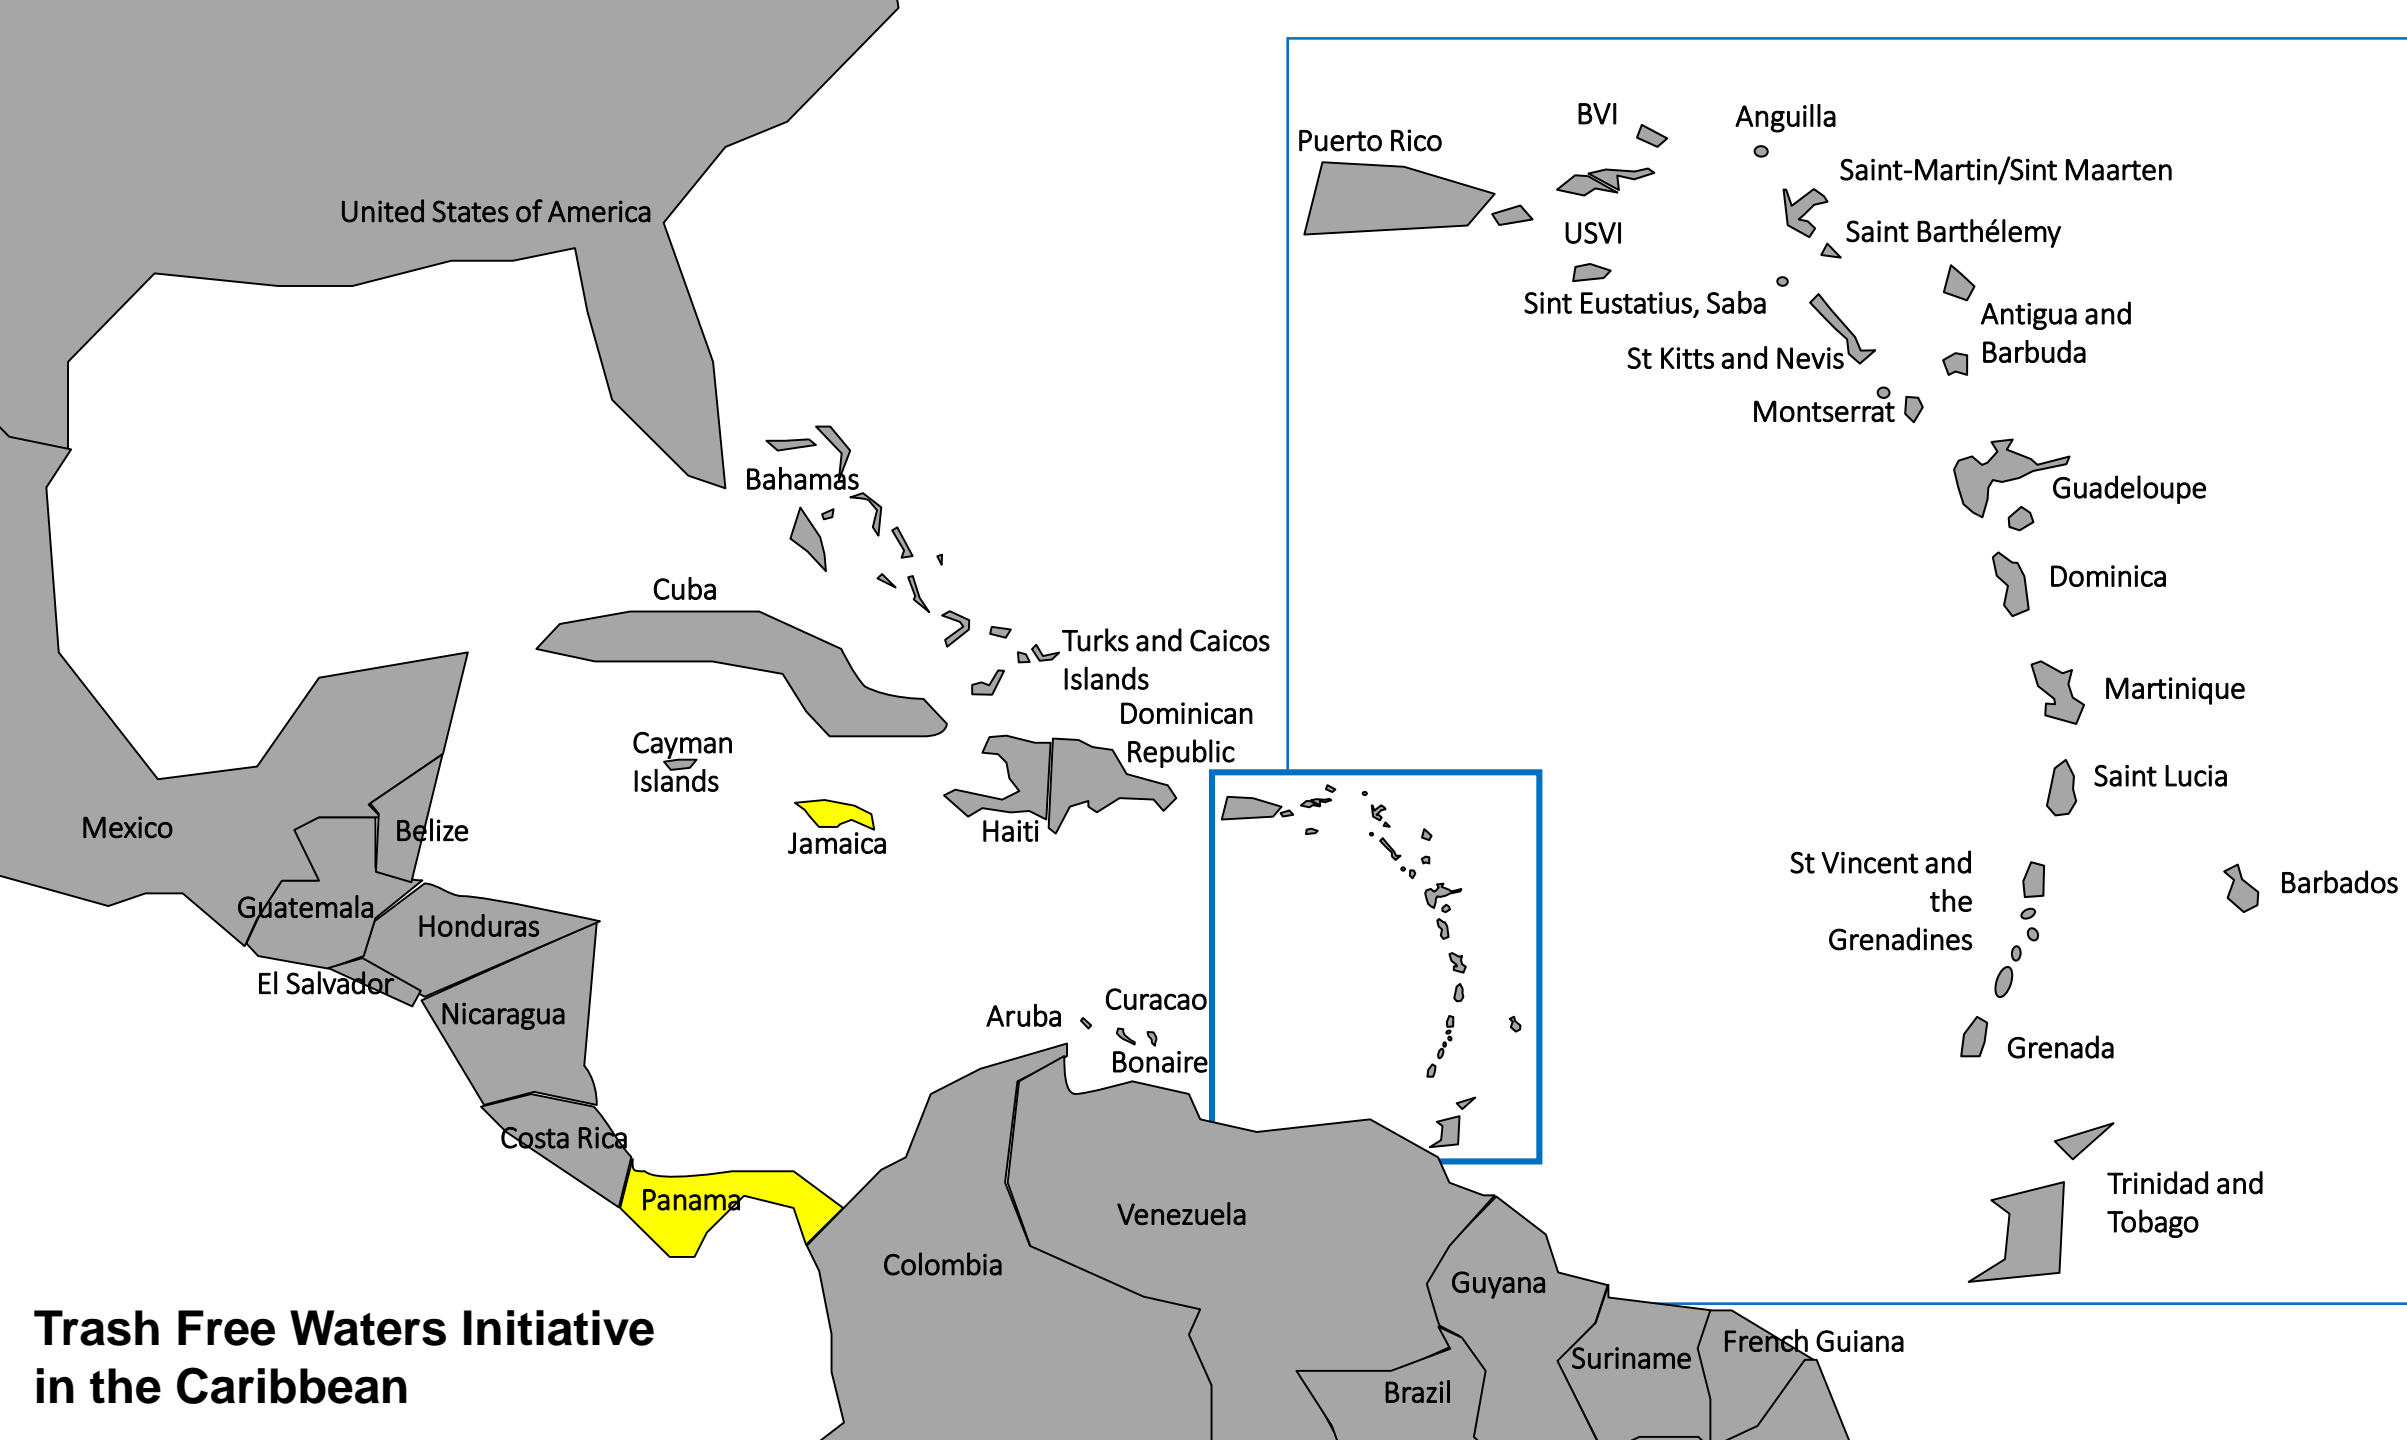 United States of America
Bahamas
Cuba
Turks and Caicos
Islands
Dominican
Republic
Cayman
Islands
Jamaica
Haiti
Mexico
Belize
Guatemala
Honduras
El Salvador
Nicaragua
Costa Rica
Panama
Aruba
Curacao
Bonaire
Colombia
Venezuela
Guyana
Suriname
French Guiana
Brazil
Puerto Rico
BVI
USVI
Anguilla
Saint-Martin/Sint Maarten
Saint Barthélemy
Sint Eustatius, Saba
Antigua and
Barbuda
St Kitts and Nevis
Montserrat
Guadeloupe
Dominica
Martinique
Saint Lucia
St Vincent and
the
Grenadines
Barbados
Grenada
Trinidad and
Tobago
Trash Free Waters Initiative
in the Caribbean